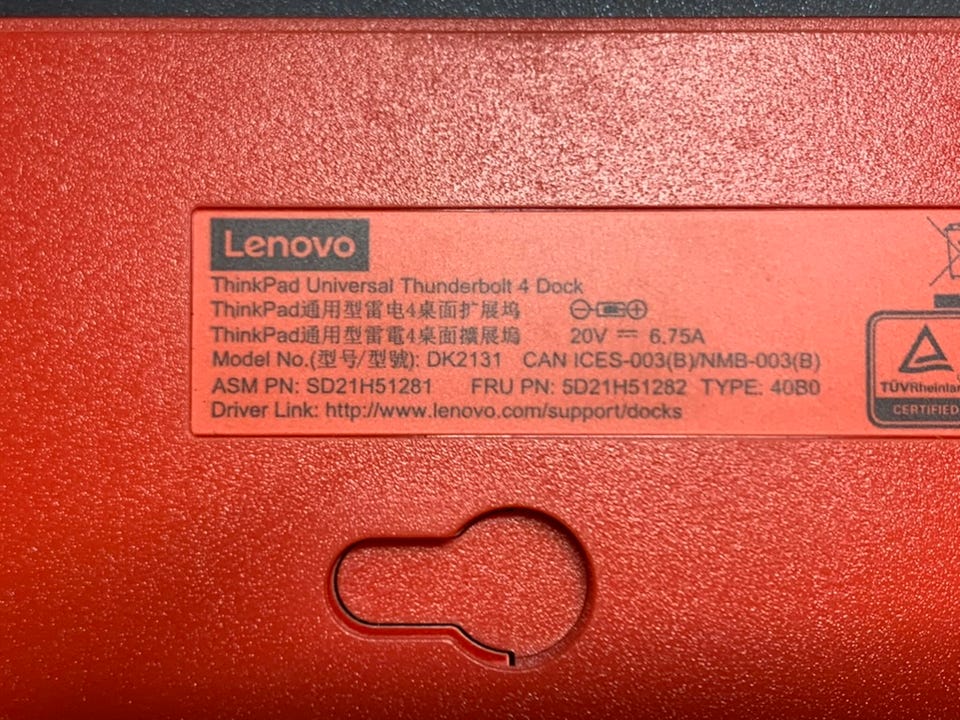 Lenovo
ThinkPad Universal Thunderbolt 4 Dock
ThinkPad通用型雷电4桌面扩展坞
ThinkPad通用型雷電4桌面擴展塢 20V ⎓ 6.75A
Model No.(型号/型號): DK2131 CAN ICES-003(B)/NMB-003(B)
ASM PN: SD21H51281 FRU PN: 5D21H51282 TYPE: 40B0
Driver Link: http://www.lenovo.com/support/docks
TÜVRheinlan
CERTIFIED